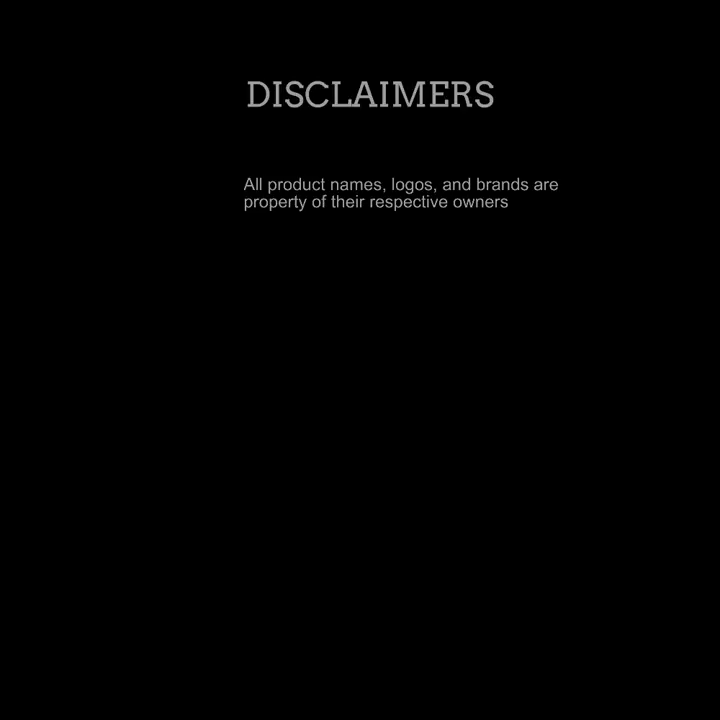 DISCLAIMERS
All product names, logos, and brands are
property of their respective owners